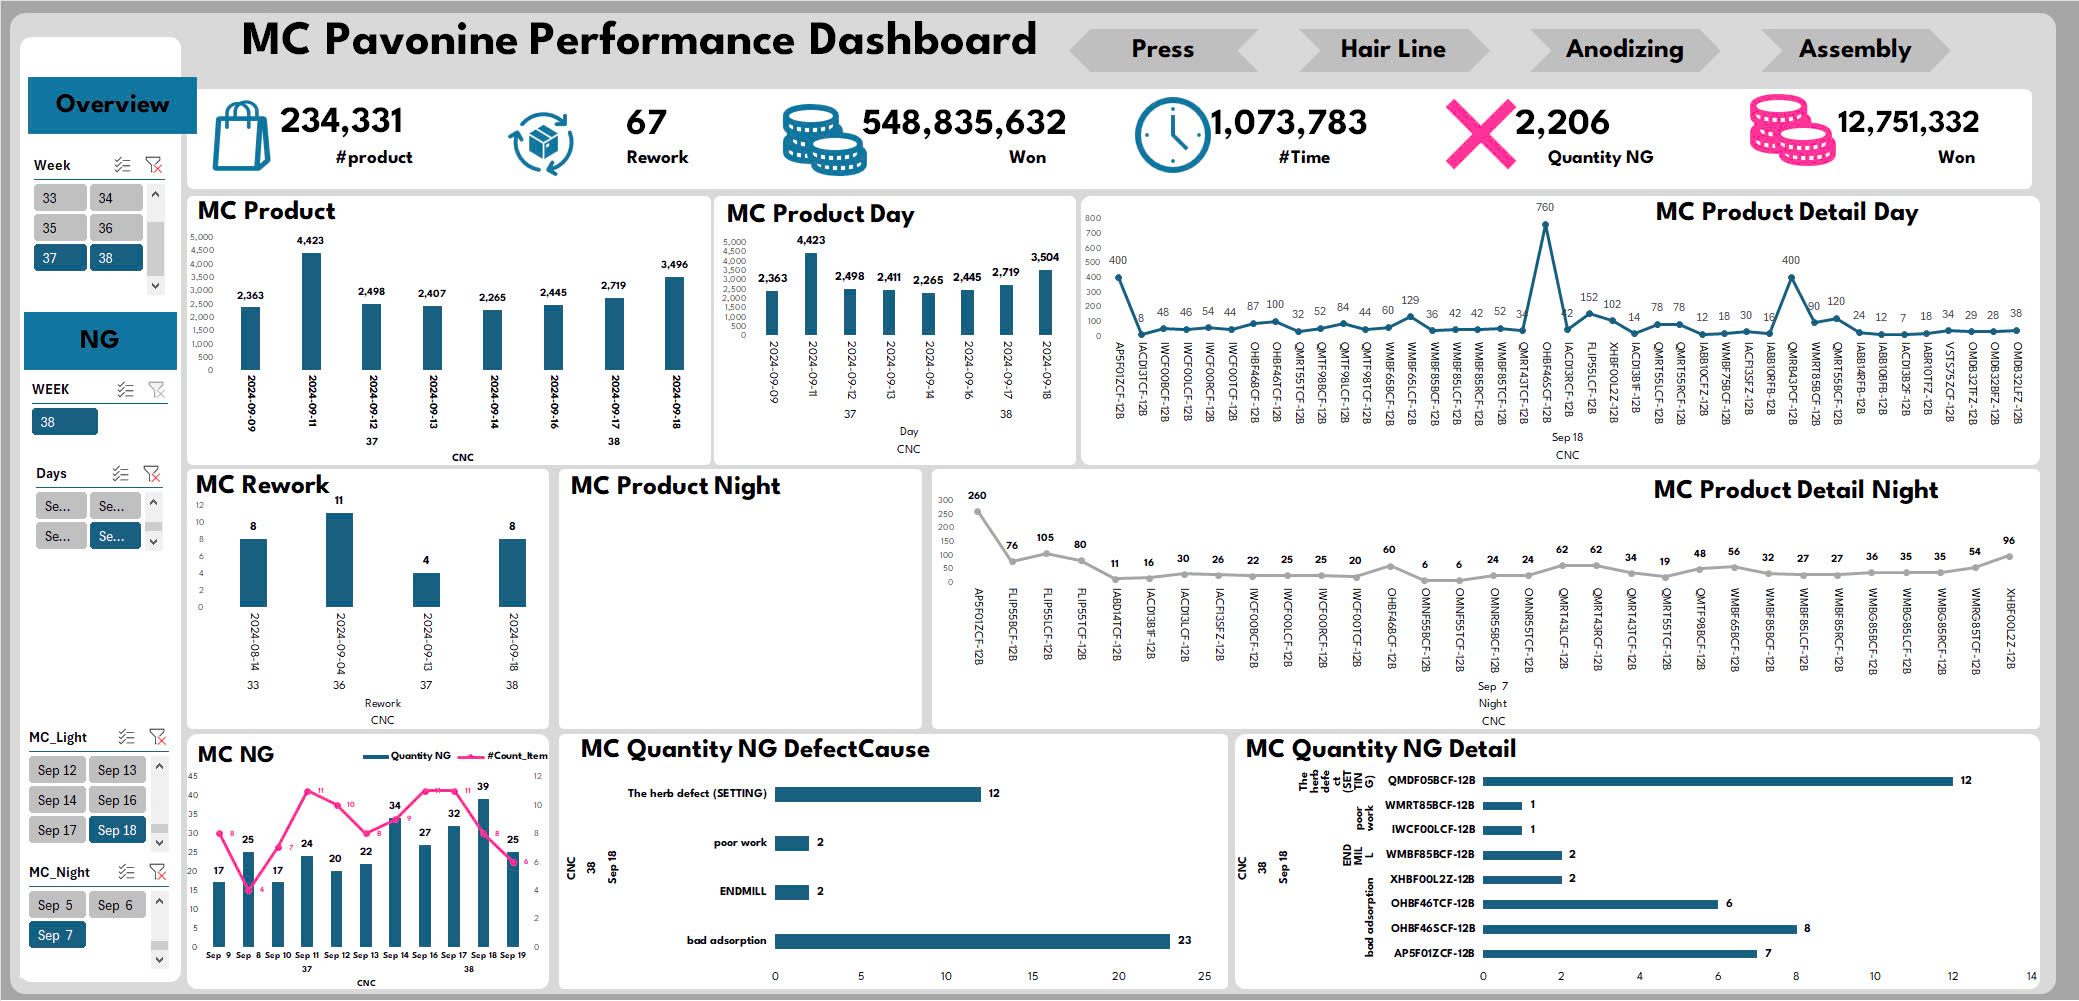 MC Pavonine Performance Dashboard
Press
Hair Line
Anodizing
Assembly
Overview
234,331
#product
67
Rework
548,835,632
Won
1,073,783
#Time
2,206
Quantity NG
12,751,332
Won
Week
33 34
35 36
37 38
NG
WEEK
38
Days
Se... Se...
Se... Se...
MC_Light
Sep 12 Sep 13
Sep 14 Sep 16
Sep 17 Sep 18
MC_Night
Sep 5 Sep 6
Sep 7
MC Product
5,000
4,500
4,000
3,500
3,000
2,500
2,000
1,500
1,000
500
0
2,363 4,423 2,498 2,407 2,265 2,445 2,719 3,496
2024-09-09 2024-09-11 2024-09-12 2024-09-13 2024-09-14 2024-09-16 2024-09-17 2024-09-18
37 38
CNC
MC Product Day
5,000
4,500
4,000
3,500
3,000
2,500
2,000
1,500
1,000
500
0
2,363 4,423 2,498 2,411 2,265 2,445 2,719 3,504
2024-09-09 2024-09-11 2024-09-12 2024-09-13 2024-09-14 2024-09-16 2024-09-17 2024-09-18
37 38
Day
CNC
MC Product Detail Day
800
700
600
500
400
300
200
100
0
400 8 48 46 54 44 87 100 32 52 84 44 60 129 36 42 42 52 34 760 42 152 102 14 78 78 12 18 30 16 400 90 120 24 12 7 18 34 29 28 38
AP5F01ZCF-12B
IACD13TCF-12B
IWCF00BCF-12B
IWCF00LCF-12B
IWCF00RCF-12B
IWCF00TCF-12B
OHBF46BCF-12B
OHBF46TCF-12B
QMRT55TCF-12B
QMTF98BCF-12B
QMTF98LCF-12B
QMTF98TCF-12B
WMBF65BCF-12B
WMBF65LCF-12B
WMBF85BCF-12B
WMBF85LCF-12B
WMBF85RCF-12B
WMBF85TCF-12B
QMRT43TCF-12B
OHBF46SCF-12B
IACD13RCF-12B
FLIP55LCF-12B
XHBF00L2Z-12B
IACD13B1F-12B
QMRT55LCF-12B
QMRT55RCF-12B
IABB10CFZ-12B
WMBF75BCF-12B
IACF13SFZ-12B
IABB10RFB-12B
QMRB43PCF-12B
WMRT85BCF-12B
QMRT55BCF-12B
IABB14RFB-12B
IABB10BFB-12B
IACD13B2F-12B
IABR10TFZ-12B
VSTS75ZCF-12B
OMDB32TFZ-12B
OMDB32BFZ-12B
OMDB32LFZ-12B
Sep 18
CNC
MC Rework
12
10
8
6
4
2
0
8 11 4 8
2024-08-14 2024-09-04 2024-09-13 2024-09-18
33 36 37 38
Rework
CNC
MC Product Night
MC Product Detail Night
300
250
200
150
100
50
0
260 76 105 80 11 16 30 26 22 25 25 20 60 6 6 24 24 62 62 34 19 48 56 32 27 27 36 35 35 54 96
AP5F01ZCF-12B
FLIP55BCF-12B
FLIP55LCF-12B
FLIP55TCF-12B
IABD14TCF-12B
IACD13B1F-12B
IACD13LCF-12B
IACF13SFZ-12B
IWCF00BCF-12B
IWCF00LCF-12B
IWCF00RCF-12B
IWCF00TCF-12B
OHBF46BCF-12B
OMNF55BCF-12B
OMNF55TCF-12B
OMNR55BCF-12B
OMNR55TCF-12B
QMRT43LCF-12B
QMRT43RCF-12B
QMRT43TCF-12B
QMRT55TCF-12B
QMTF98BCF-12B
WMBF65BCF-12B
WMBF85BCF-12B
WMBF85LCF-12B
WMBF85RCF-12B
WMBG85BCF-12B
WMBG85LCF-12B
WMBG85RCF-12B
WMRG85TCF-12B
XHBF00L2Z-12B
Sep 7
Night
CNC
MC NG
Quantity NG #Count_Item
45
40
35
30
25
20
15
10
5
0
17 25 17 24 20 22 34 27 32 39 25
8 4 7 11 10 8 9 11 11 8 6
12
10
8
6
4
2
0
Sep 9 Sep 8 Sep 10 Sep 11 Sep 12 Sep 13 Sep 14 Sep 16 Sep 17 Sep 18 Sep 19
37 38
CNC
MC Quantity NG DefectCause
CNC
38
Sep 18
The herb defect (SETTING) 12
poor work 2
ENDMILL 2
bad adsorption 23
0 5 10 15 20 25
MC Quantity NG Detail
CNC
38
Sep 18
The
herb
defe
ct
(SET
TIN
G)
QMDF05BCF-12B 12
poor
work
WMRT85BCF-12B 1
IWCF00LCF-12B 1
END
MIL
L
WMBF85BCF-12B 2
XHBF00L2Z-12B 2
bad adsorption
OHBF46TCF-12B 6
OHBF46SCF-12B 8
AP5F01ZCF-12B 7
0 2 4 6 8 10 12 14